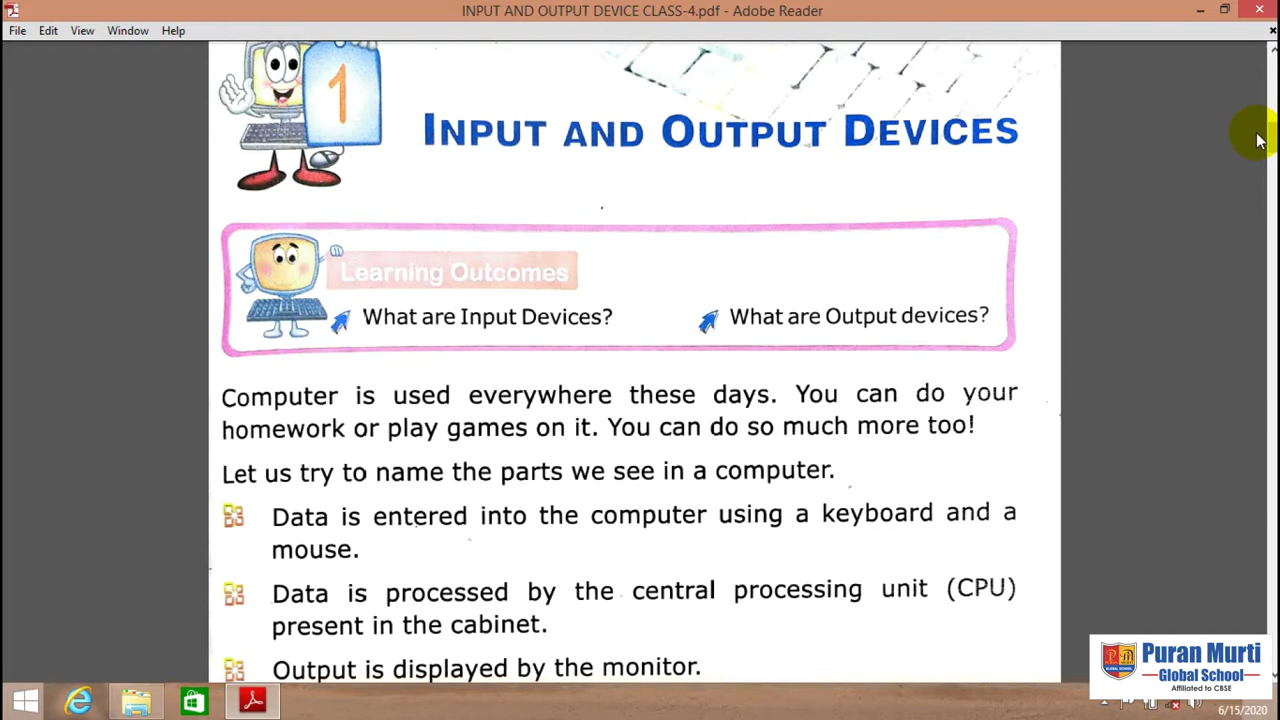 INPUT AND OUTPUT DEVICE CLASS-4.pdf - Adobe Reader
File Edit View Window Help
1
INPUT AND OUTPUT DEVICES
Learning Outcomes
What are Input Devices? What are Output devices?
Computer is used everywhere these days. You can do your
homework or play games on it. You can do so much more too!
Let us try to name the parts we see in a computer.
Data is entered into the computer using a keyboard and a
mouse.
Data is processed by the central processing unit (CPU)
present in the cabinet.
Output is displayed by the monitor.
Puran Murti
Global School
Affiliated to CBSE
6/15/2020